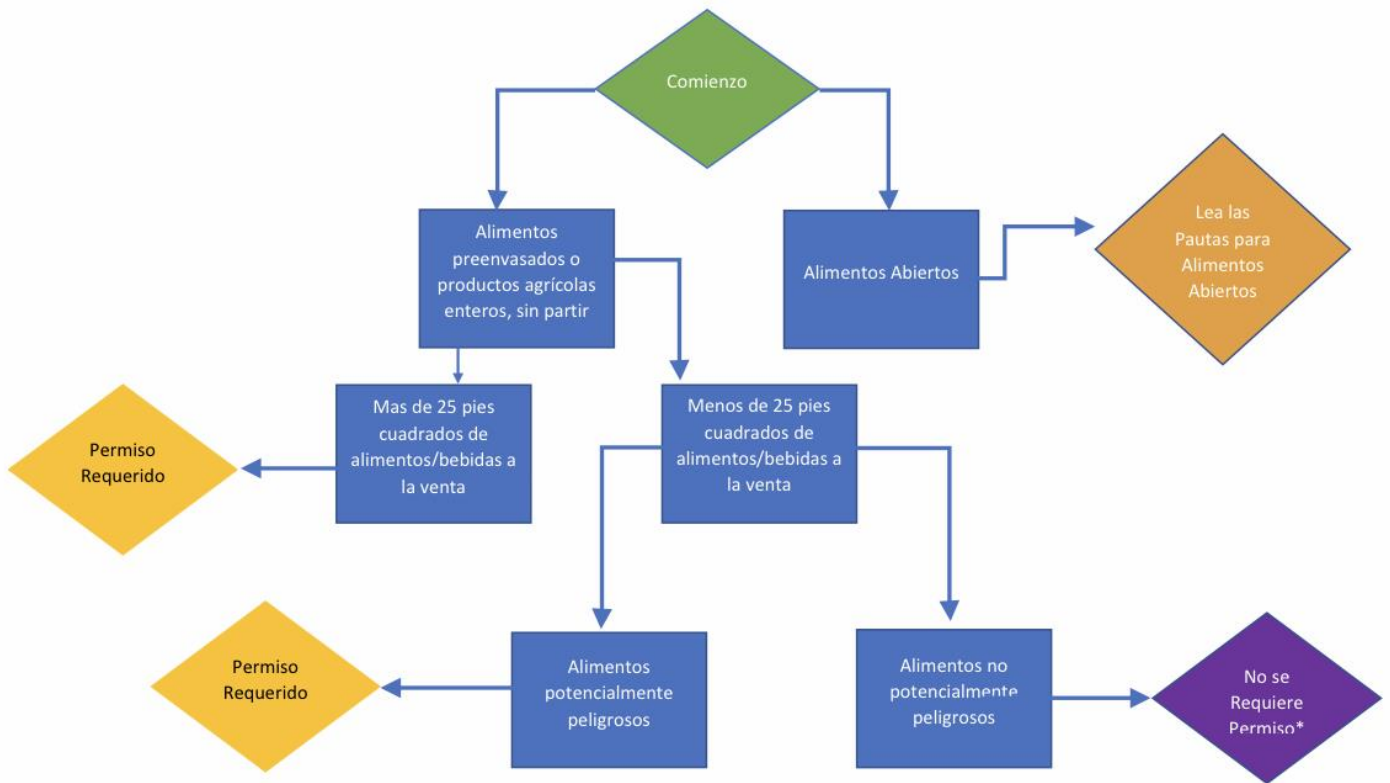 Comienzo
Alimentos
preenvasados o
productos agrícolas
enteros, sin partir
Alimentos Abiertos
Lea las
Pautas para
Alimentos
Abiertos
Permiso
Requerido
Mas de 25 pies
cuadrados de
alimentos/bebidas a
la venta
Menos de 25 pies
cuadrados de
alimentos/bebidas a
la venta
Permiso
Requerido
Alimentos
potencialmente
peligrosos
Alimentos no
potencialmente
peligrosos
No se
Requiere
Permiso*